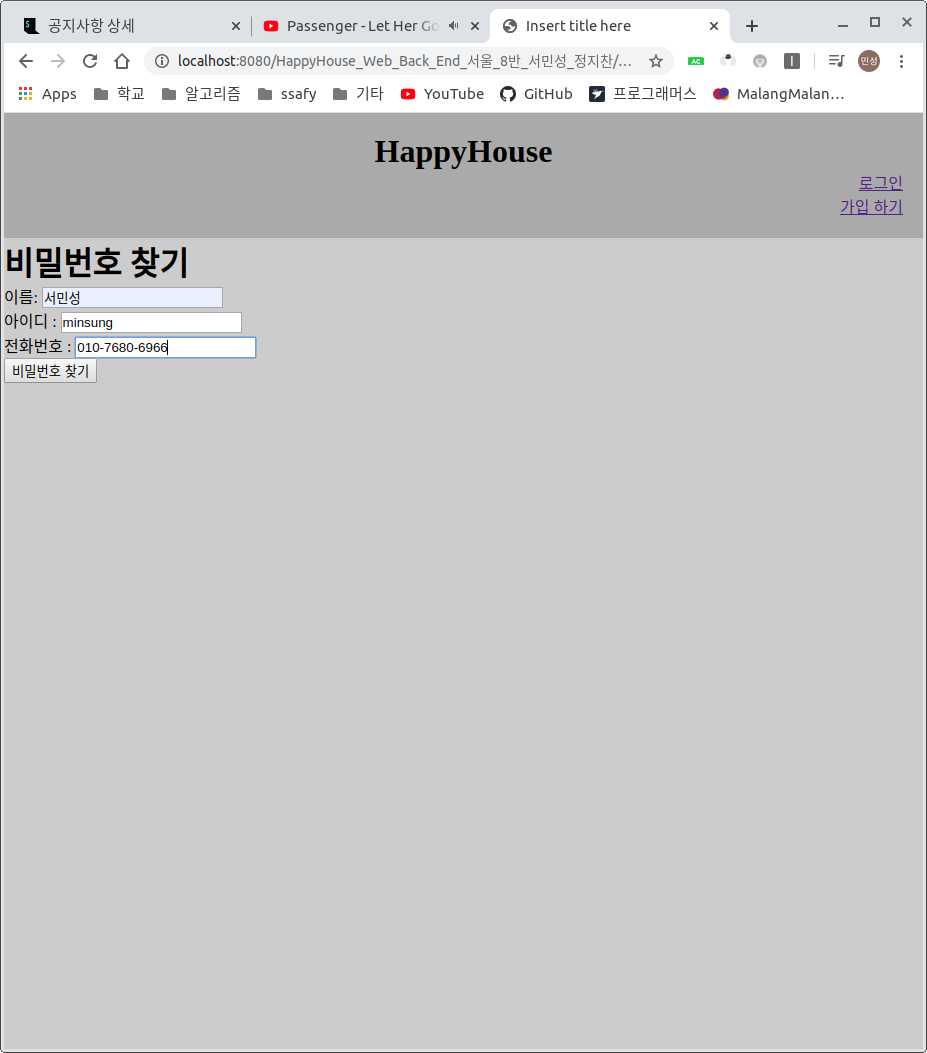 공지사항 상세
Passenger - Let Her Go
Insert title here
localhost:8080/HappyHouse_Web_Back_End_서울_8반_서민성_정지찬/...
AC
민성
Apps 학교 알고리즘 ssafy 기타 YouTube GitHub 프로그래머스 MalangMalan...
HappyHouse
로그인
가입 하기
비밀번호 찾기
이름: 서민성
아이디 : minsung
전화번호 : 010-7680-6966
비밀번호 찾기